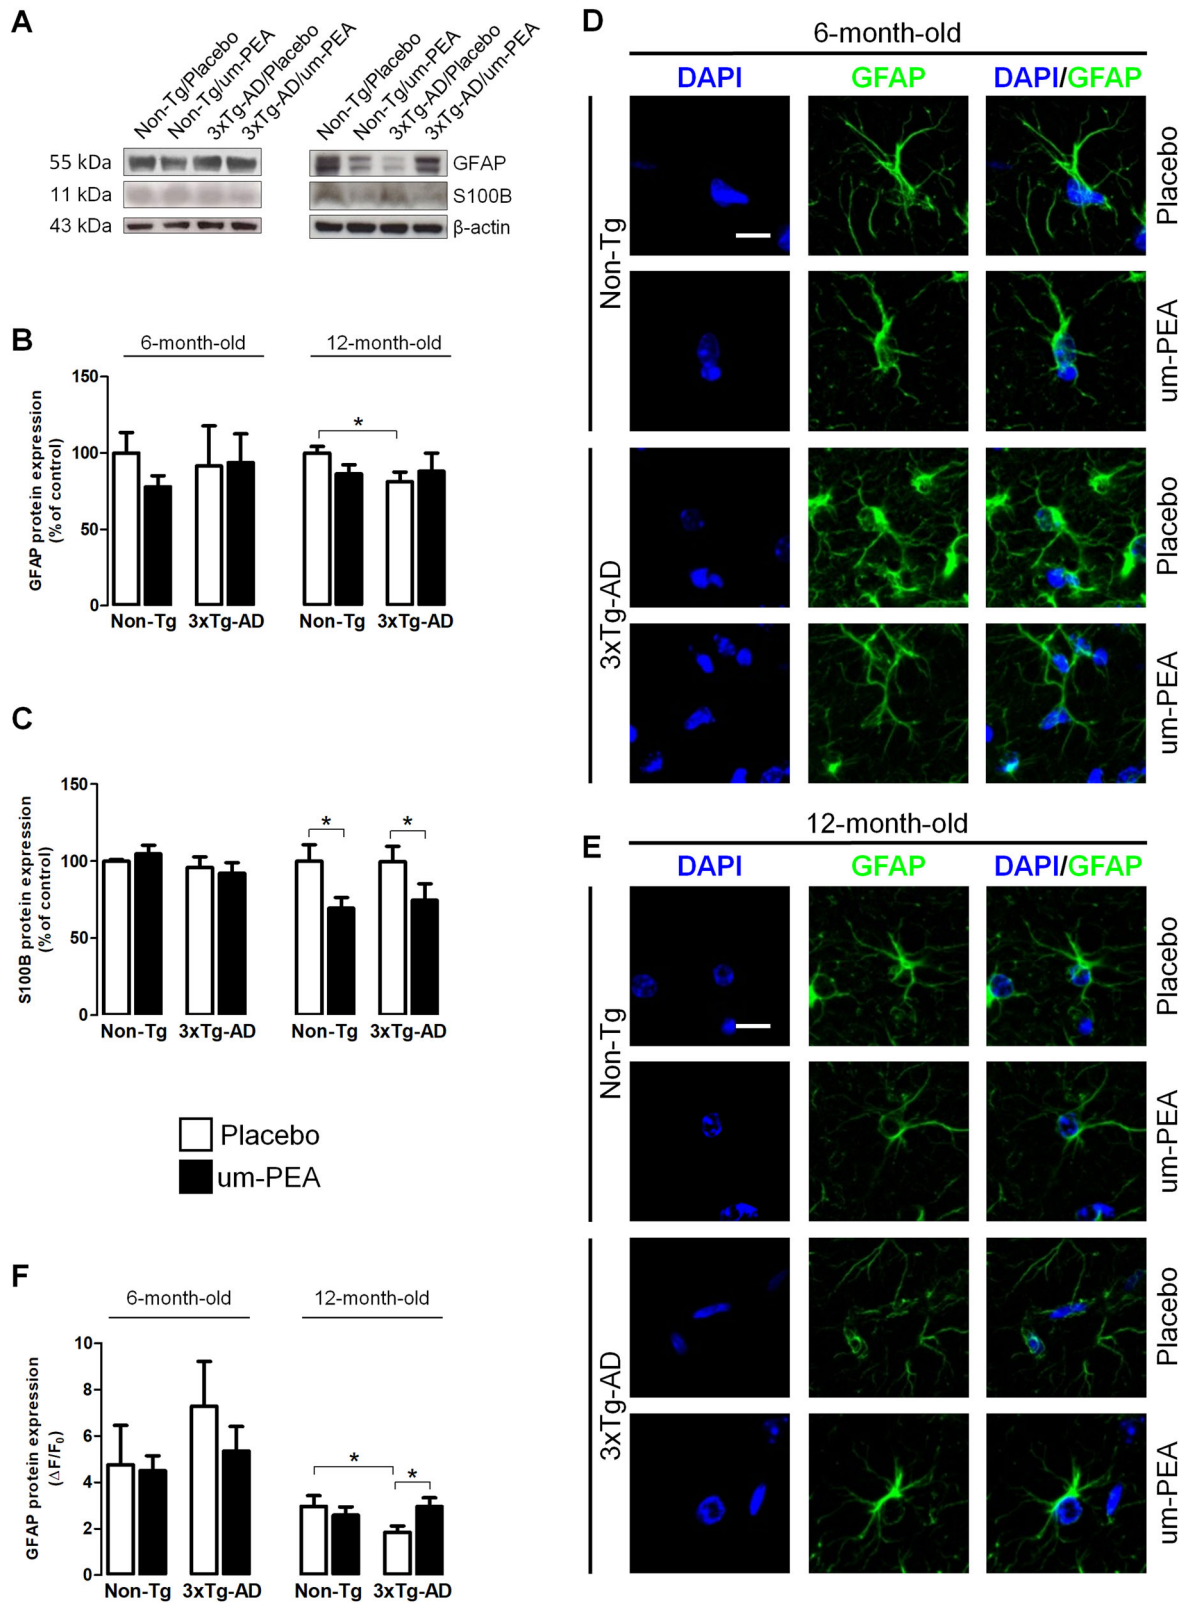 A
Non-Tg/Placebo
Non-Tg/um-PEA
3xTg-AD/Placebo
3xTg-AD/um-PEA
Non-Tg/Placebo
Non-Tg/um-PEA
3xTg-AD/Placebo
3xTg-AD/um-PEA
55 kDa
GFAP
11 kDa
S100B
43 kDa
β-actin
B
6-month-old
12-month-old
GFAP protein expression
(% of control)
150
100
50
0
*
Non-Tg
3xTg-AD
Non-Tg
3xTg-AD
C
S100B protein expression
(% of control)
150
100
50
0
*
*
Non-Tg
3xTg-AD
Non-Tg
3xTg-AD
Placebo
um-PEA
F
6-month-old
12-month-old
GFAP protein expression
(ΔF/F₀)
10
8
6
4
2
0
*
*
Non-Tg
3xTg-AD
Non-Tg
3xTg-AD
D
6-month-old
DAPI
GFAP
DAPI/GFAP
Non-Tg
Placebo
um-PEA
3xTg-AD
Placebo
um-PEA
E
12-month-old
DAPI
GFAP
DAPI/GFAP
Non-Tg
Placebo
um-PEA
3xTg-AD
Placebo
um-PEA